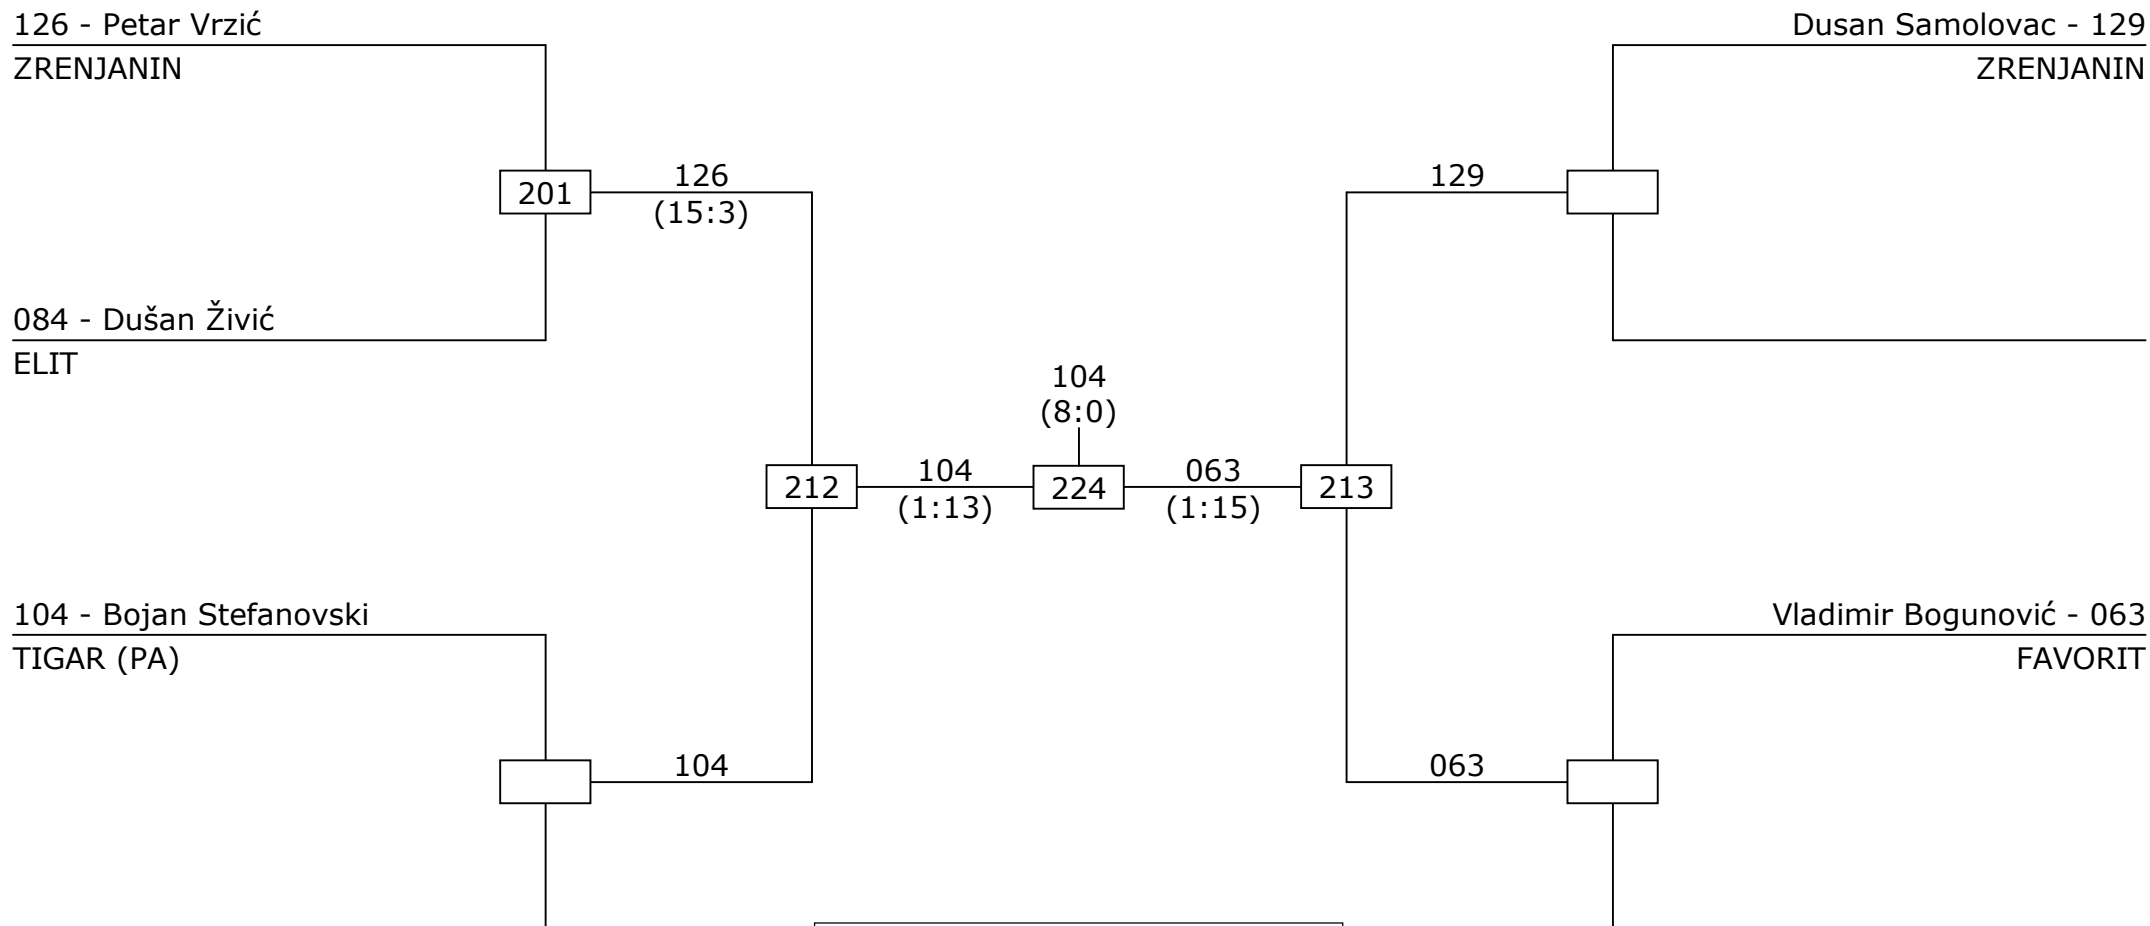 126 - Petar Vrzić
Dusan Samolovac - 129
ZRENJANIN
ZRENJANIN
201
126
(15:3)
129
084 - Dušan Živić
ELIT
104
(8:0)
212
104
(1:13)
224
063
(1:15)
213
104 - Bojan Stefanovski
Vladimir Bogunović - 063
TIGAR (PA)
FAVORIT
104
063